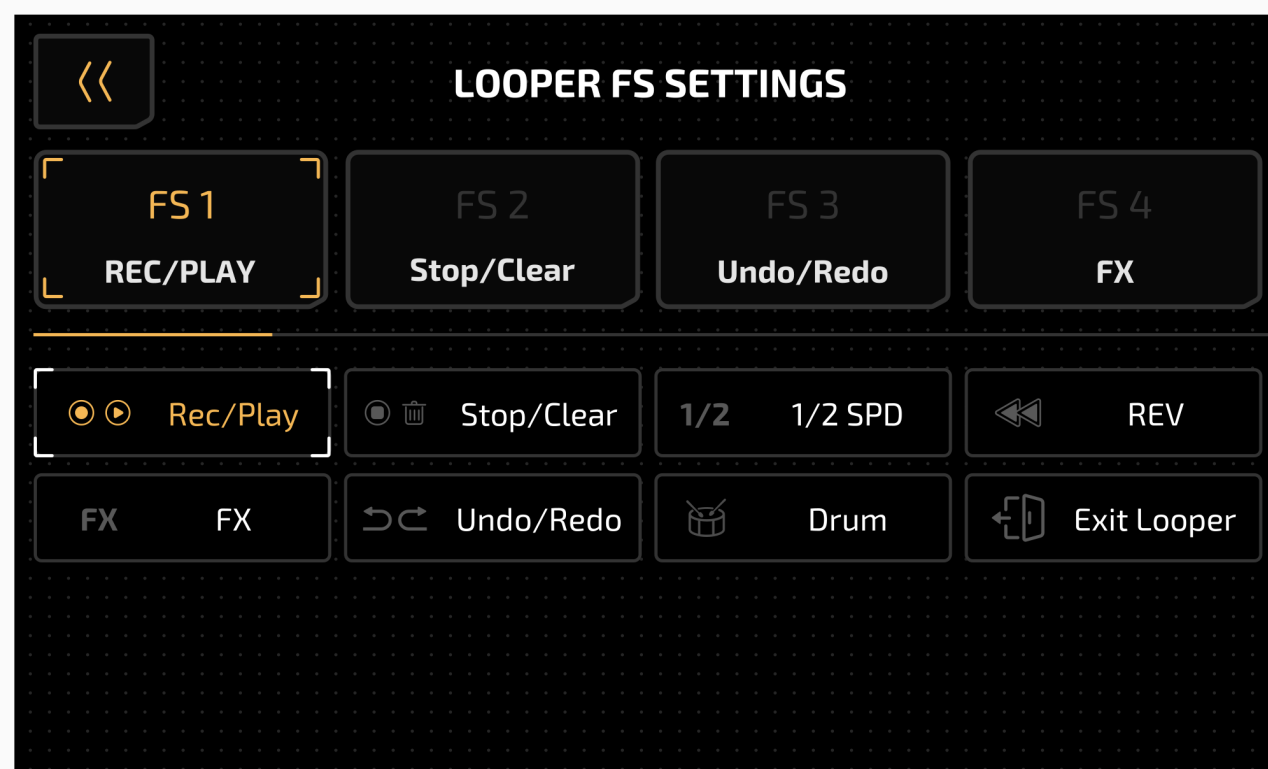 LOOPER FS SETTINGS
FS 1
REC/PLAY
FS 2
Stop/Clear
FS 3
Undo/Redo
FS 4
FX
Rec/Play
Stop/Clear
1/2 1/2 SPD
REV
FX FX
Undo/Redo
Drum
Exit Looper